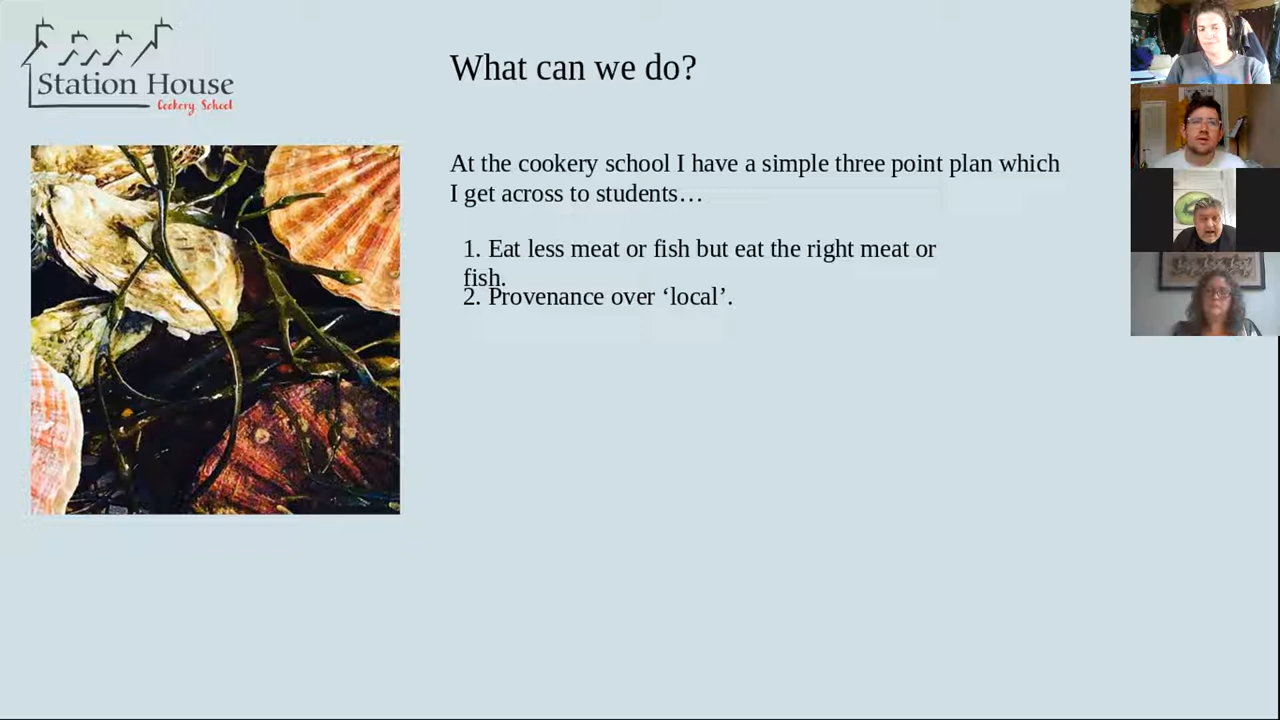 Station House
Cookery School
What can we do?
At the cookery school I have a simple three point plan which
I get across to students…
1. Eat less meat or fish but eat the right meat or
fish.
2. Provenance over ‘local’.